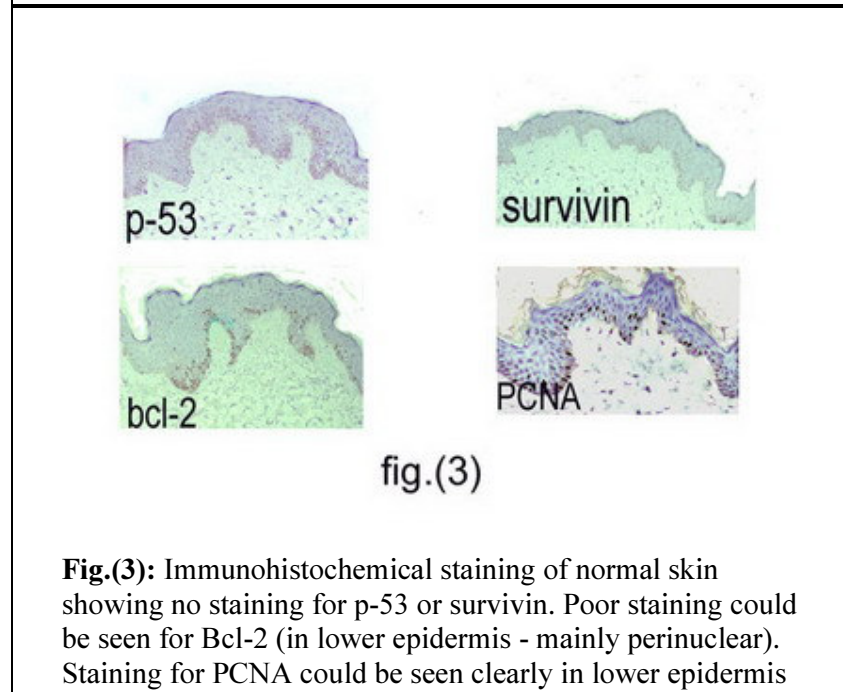 p-53
survivin
bcl-2
PCNA
fig.(3)
Fig.(3): Immunohistochemical staining of normal skin
showing no staining for p-53 or survivin. Poor staining could
be seen for Bcl-2 (in lower epidermis - mainly perinuclear).
Staining for PCNA could be seen clearly in lower epidermis